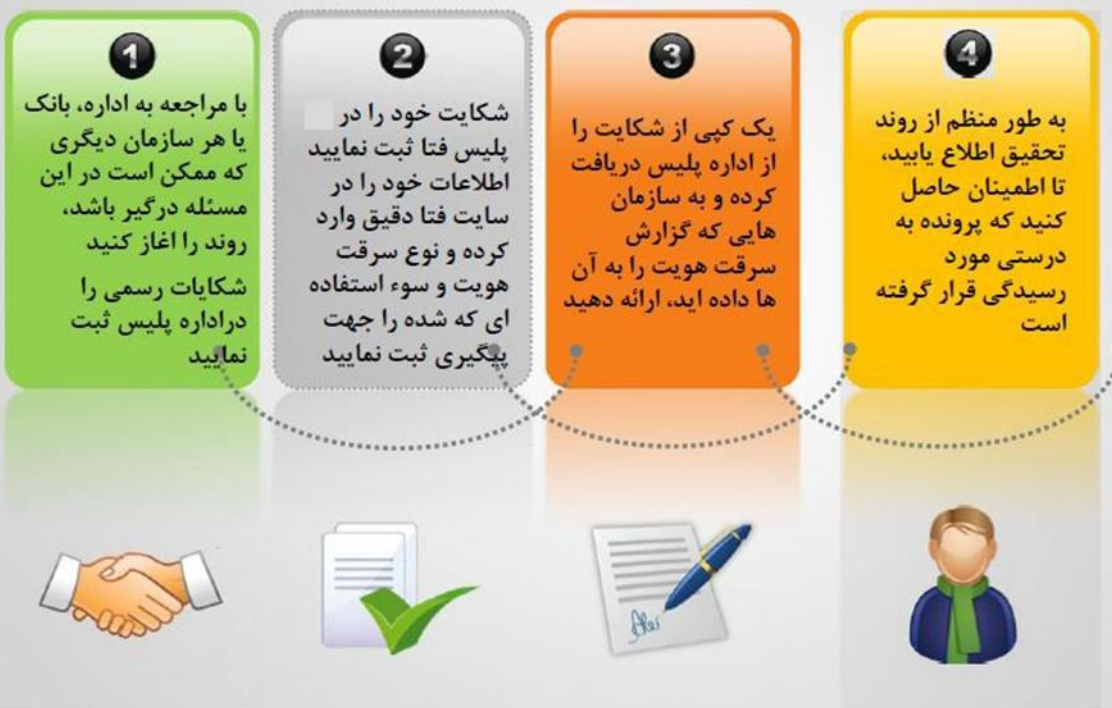 1
با مراجعه به اداره، بانک
یا هر سازمان دیگری
که ممکن است در این
مسئله درگیر باشد،
روند را اغاز کنید
شکایات رسمی را
دراداره پلیس ثبت
نمایید
2
شکایت خود را در
پلیس فتا ثبت نمایید
اطلاعات خود را در
سایت فتا دقیق وارد
کرده و نوع سرقت
هویت و سوء استفاده
ای که شده را جهت
پیگیری ثبت نمایید
3
یک کپی از شکایت را
از اداره پلیس دریافت
کرده و به سازمان
هایی که گزارش
سرقت هویت را به آن
ها داده اید، ارائه دهید
4
به طور منظم از روند
تحقیق اطلاع یابید،
تا اطمینان حاصل
کنید که پرونده به
درستی مورد
رسیدگی قرار گرفته
است